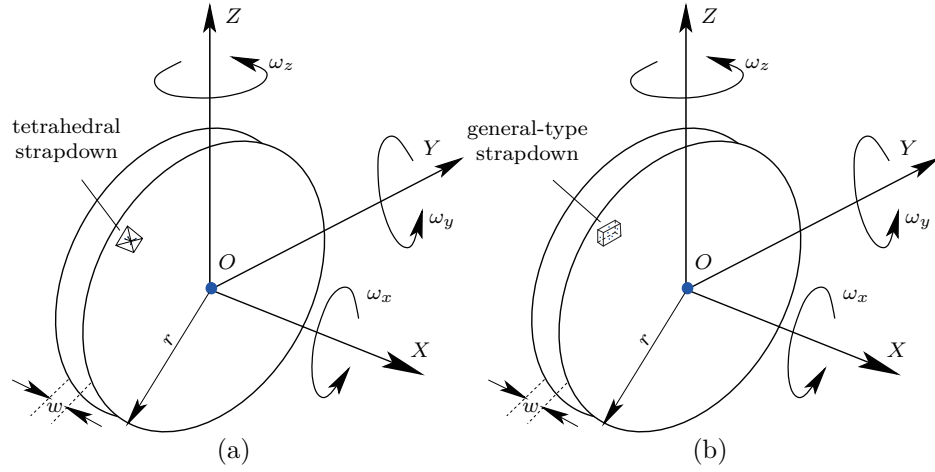 Z
ω_z
tetrahedral
strapdown
Y
ω_y
O
ω_x
r
X
w
(a)
Z
ω_z
general-type
strapdown
Y
ω_y
O
ω_x
r
X
w
(b)